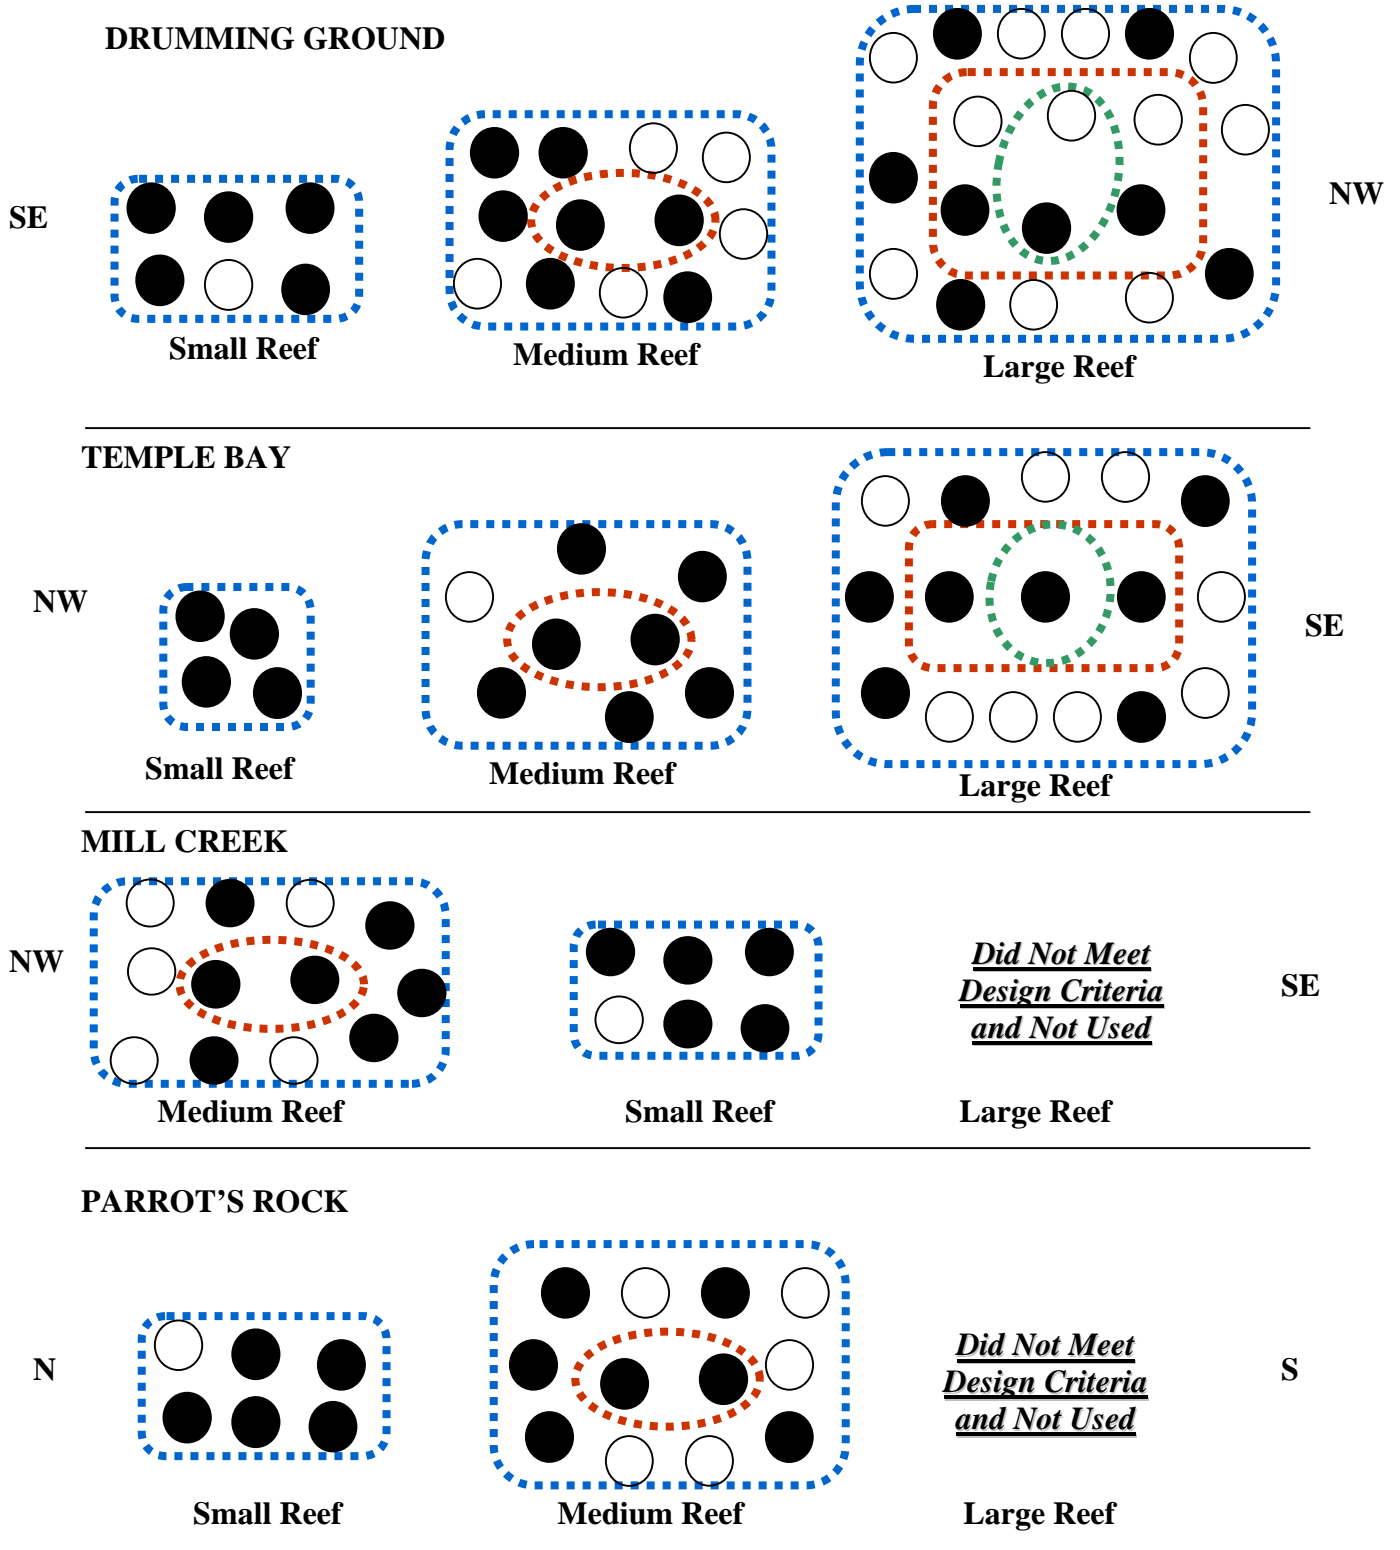 DRUMMING GROUND
SE
NW
Small Reef
Medium Reef
Large Reef
TEMPLE BAY
NW
SE
Small Reef
Medium Reef
Large Reef
MILL CREEK
NW
Did Not Meet
Design Criteria
and Not Used
SE
Medium Reef
Small Reef
Large Reef
PARROT’S ROCK
N
Did Not Meet
Design Criteria
and Not Used
S
Small Reef
Medium Reef
Large Reef